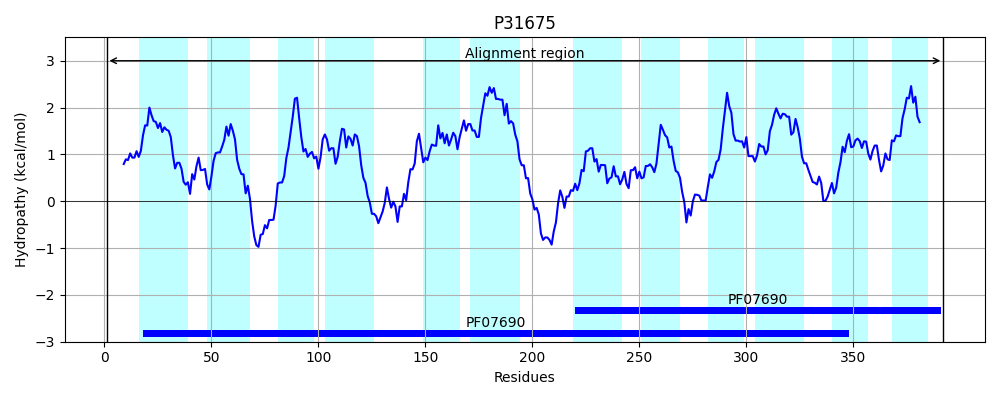 P31675
Alignment region
3
2
1
0
−1
−2
−3
Hydropathy (kcal/mol)
PF07690
PF07690
0 50 100 150 200 250 300 350
Residues